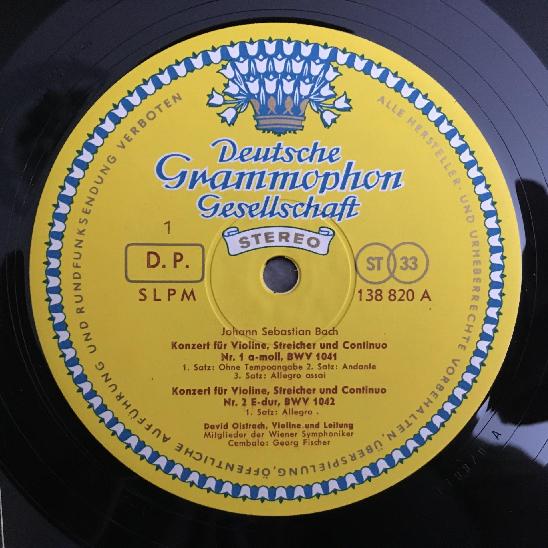 Deutsche
Grammophon
Gesellschaft
STEREO
1
D. P.
ST 33
SLPM
138 820 A
Johann Sebastian Bach
Konzert für Violine, Streicher und Continuo
Nr. 1 a-moll, BWV 1041
1. Satz: Ohne Tempoangabe 2. Satz: Andante
3. Satz: Allegro assai
Konzert für Violine, Streicher und Continuo
Nr. 2 E-dur, BWV 1042
1. Satz: Allegro
David Oistrach, Violine und Leitung
Mitglieder der Wiener Symphoniker
Cembalo: Georg Fischer
ALLE HERSTELLER- UND URHEBERRECHTE VORBEHALTEN ÜBERSPIELUNG, ÖFFENTLICHE AUFFÜHRUNG UND RUNDFUNKSENDUNG VERBOTEN